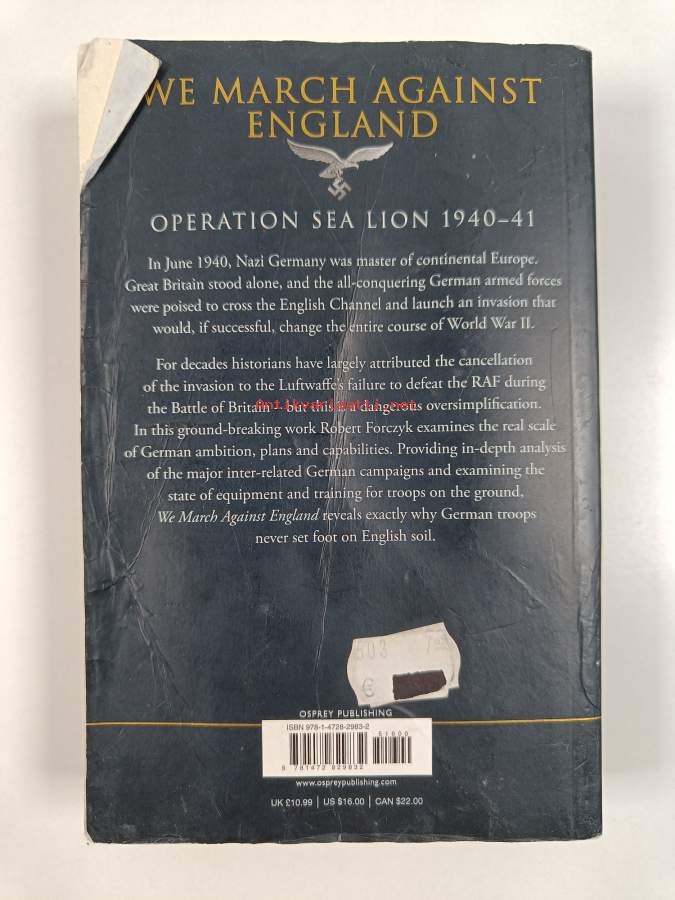 WE MARCH AGAINST
ENGLAND
OPERATION SEA LION 1940–41
In June 1940, Nazi Germany was master of continental Europe.
Great Britain stood alone, and the all-conquering German armed forces
were poised to cross the English Channel and launch an invasion that
would, if successful, change the entire course of World War II.
For decades historians have largely attributed the cancellation
of the invasion to the Luftwaffe's failure to defeat the RAF during
the Battle of Britain – but this is a dangerous oversimplification.
In this ground-breaking work Robert Forczyk examines the real scale
of German ambition, plans and capabilities. Providing in-depth analysis
of the major inter-related German campaigns and examining the
state of equipment and training for troops on the ground,
We March Against England reveals exactly why German troops
never set foot on English soil.
503
€
OSPREY PUBLISHING
ISBN 978-1-4728-2983-2
51600
9 781472 829832
www.ospreypublishing.com
UK £10.99 | US $16.00 | CAN $22.00